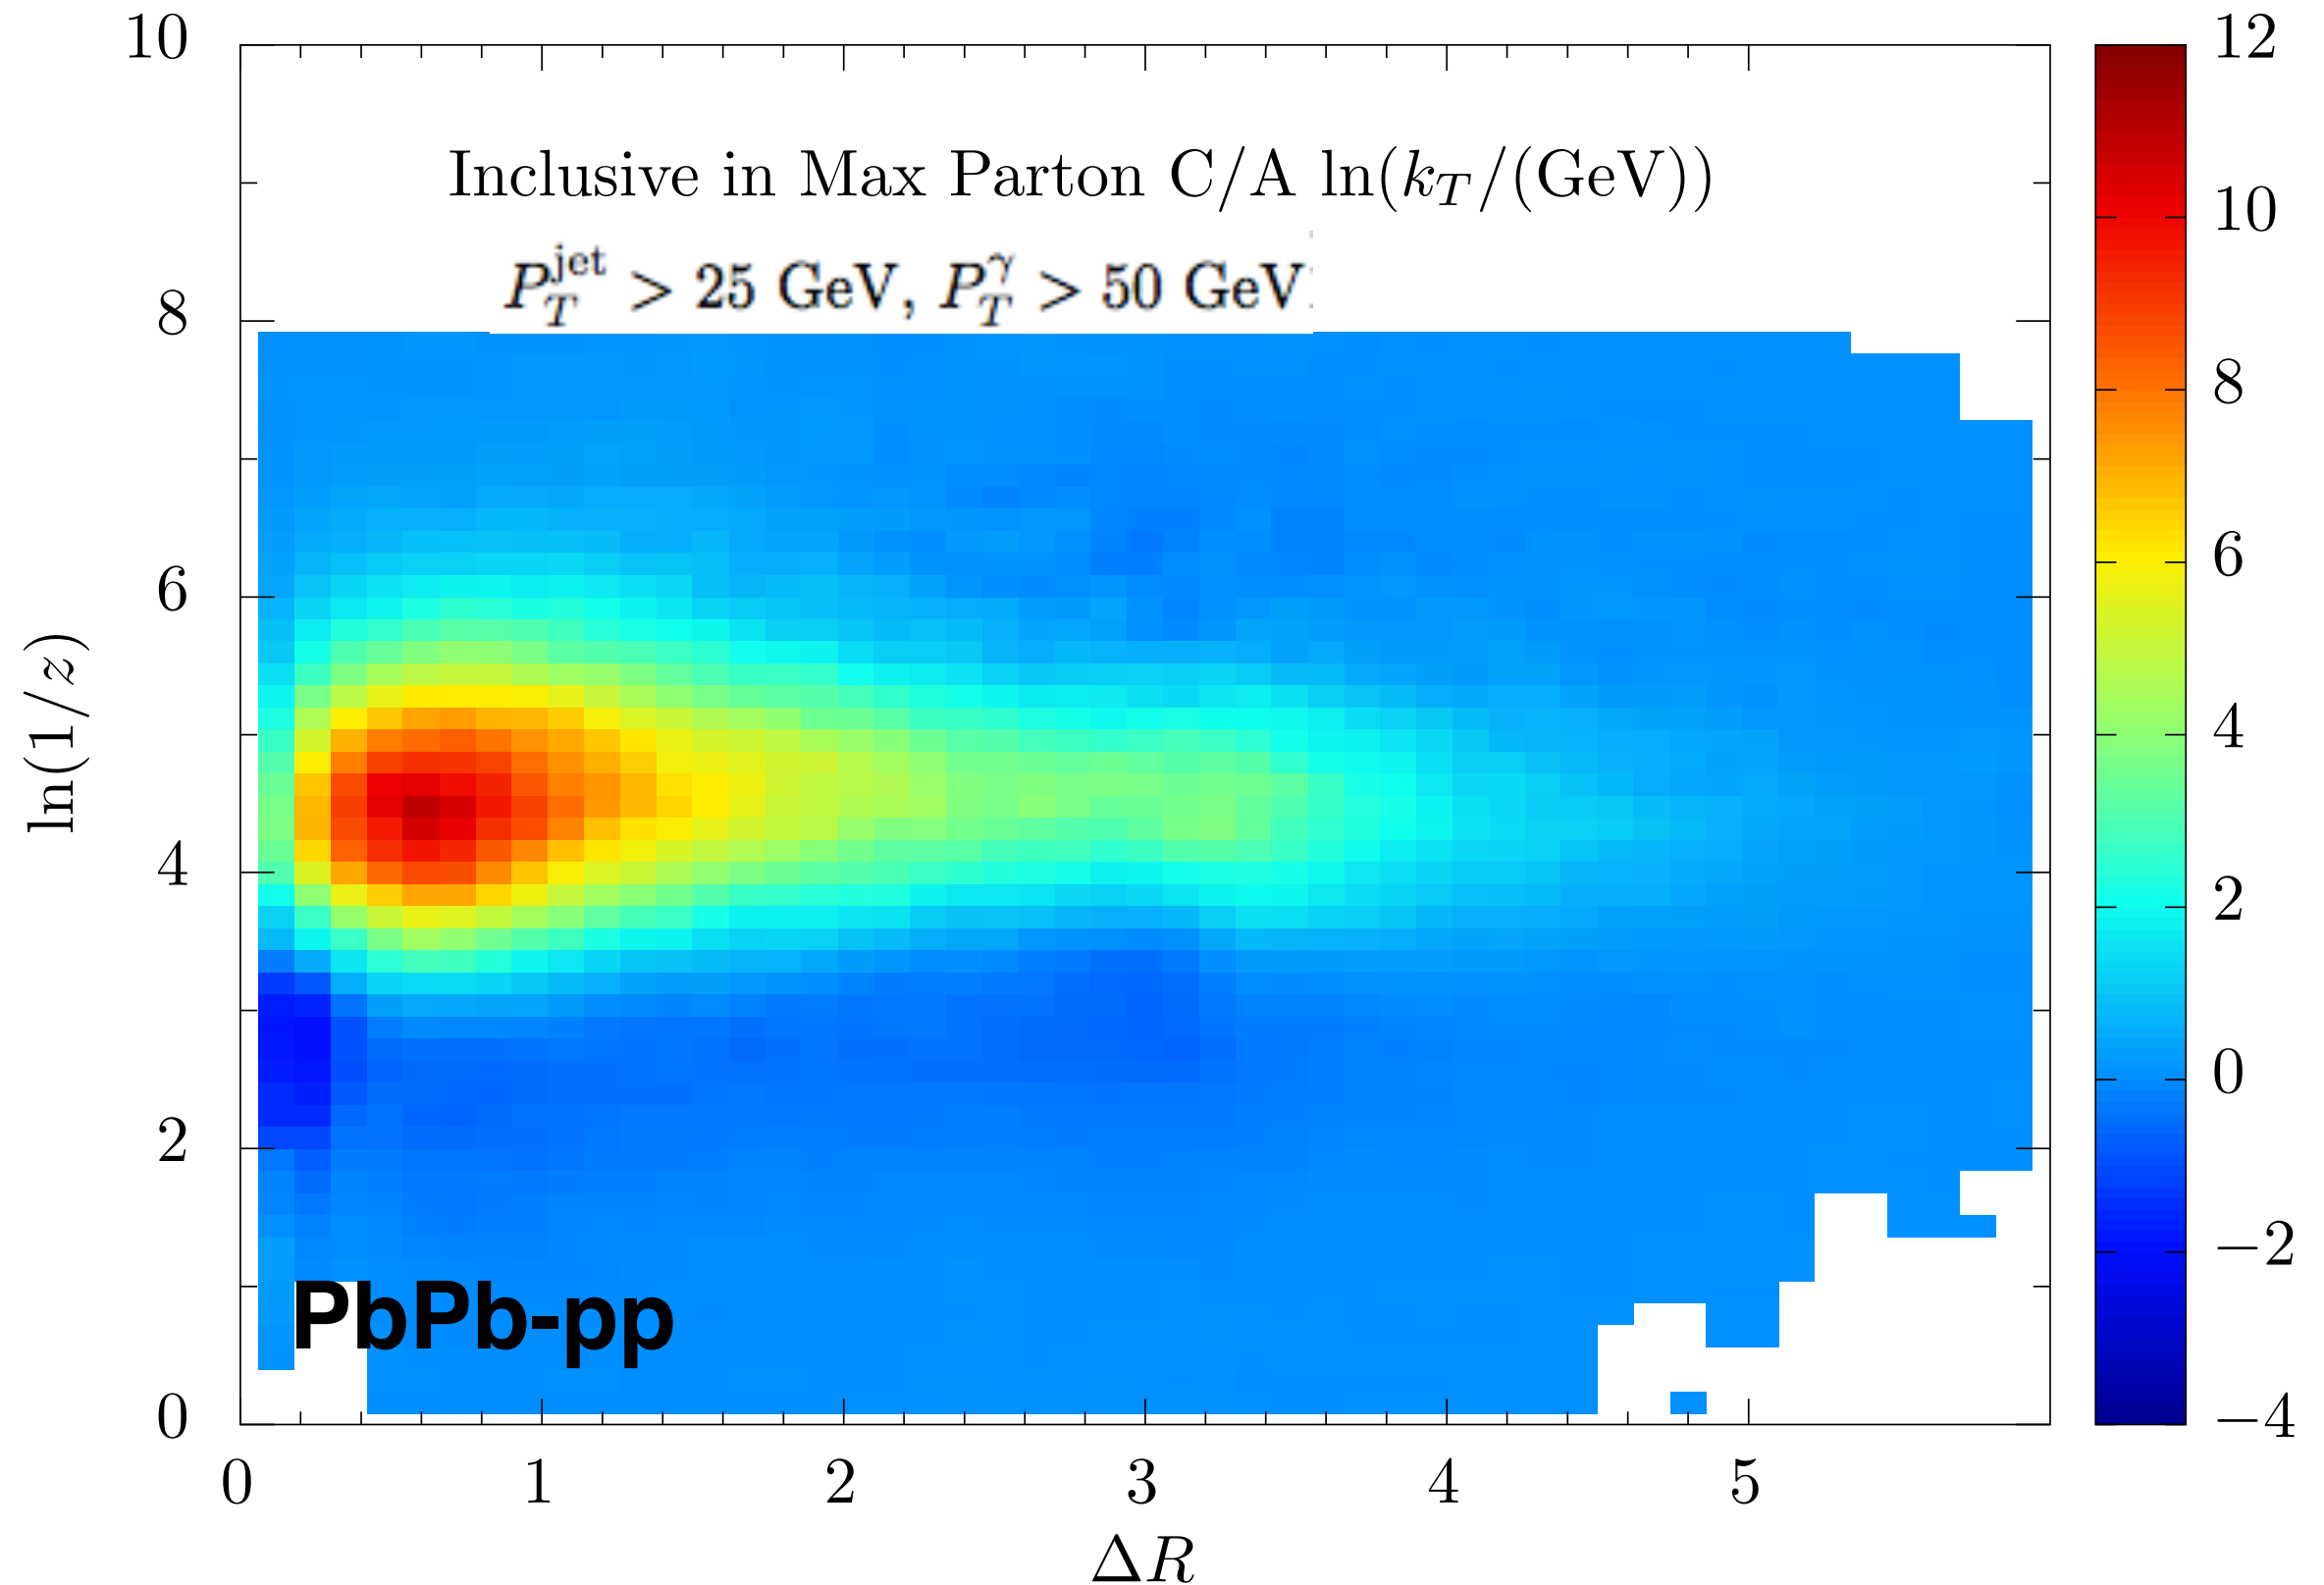 Inclusive in Max Parton C/A ln(k_T/(GeV))
P_T^jet > 25 GeV, P_T^γ > 50 GeV
10
8
6
4
2
0
ln(1/z)
PbPb-pp
0 1 2 3 4 5
ΔR
12
10
8
6
4
2
0
−2
−4